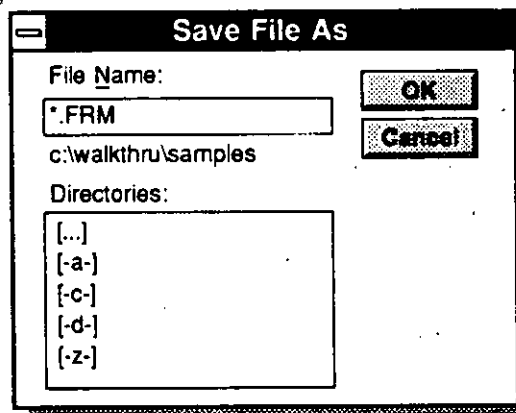 Save File As
File Name:
*.FRM
c:\walkthru\samples
Directories:
[...]
[-a-]
[-c-]
[-d-]
[-z-]
OK
Cancel